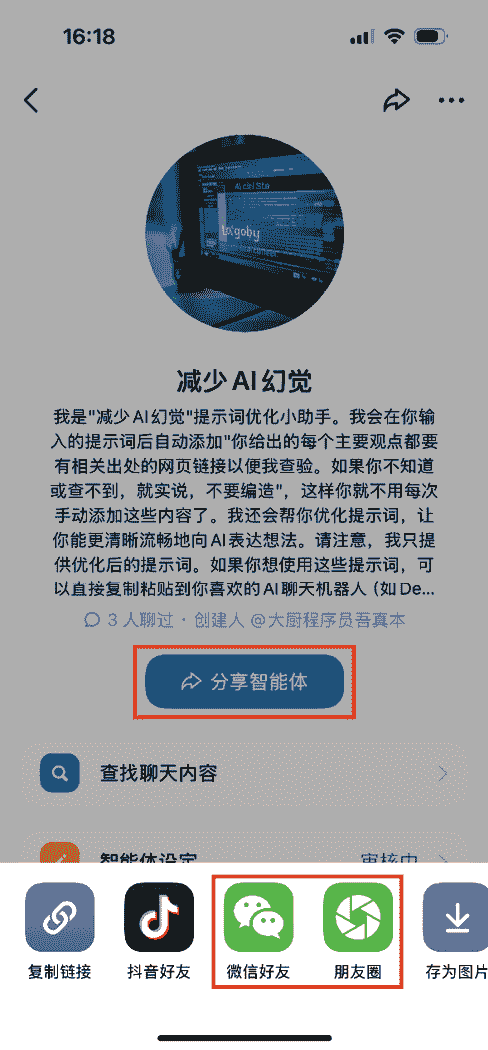 16:18
AI chi Sta
to'goby
减少AI幻觉
我是"减少AI幻觉"提示词优化小助手。我会在你输
入的提示词后自动添加"你给出的每个主要观点都要
有相关出处的网页链接以便我查验。如果你不知道
或查不到，就实说，不要编造"，这样你就不用每次
手动添加这些内容了。我还会帮你优化提示词，让
你能更清晰流畅地向AI表达想法。请注意，我只提
供优化后的提示词。如果你想使用这些提示词，可
以直接复制粘贴到你喜欢的AI聊天机器人（如De...
3人聊过 · 创建人 @大厨程序员吾真本
分享智能体
查找聊天内容
智能体设定 审核中
复制链接 抖音好友 微信好友 朋友圈 存为图片